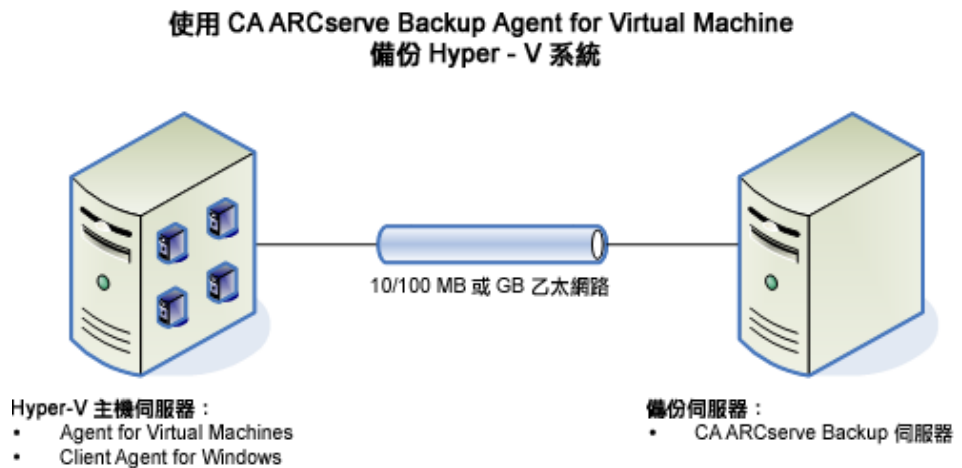 使用 CA ARCserve Backup Agent for Virtual Machine
備份 Hyper - V 系統
10/100 MB 或 GB 乙太網路
Hyper-V 主機伺服器：
• Agent for Virtual Machines
• Client Agent for Windows
備份伺服器：
• CA ARCserve Backup 伺服器